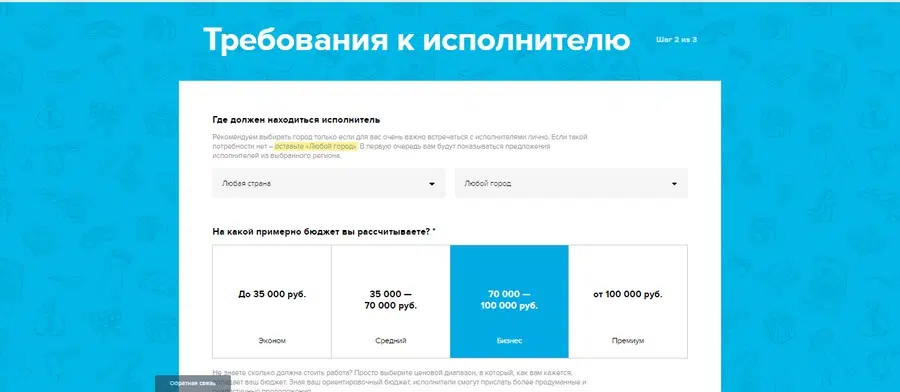 Требования к исполнителю
Шаг 2 из 3
Где должен находиться исполнитель
Рекомендуем выбирать город только если для вас очень важно встречаться с исполнителями лично. Если такой
потребности нет – оставьте «Любой город». В первую очередь вам будут показываться предложения
исполнителей из выбранного региона.
Любая страна
Любой город
На какой примерно бюджет вы рассчитываете? *
До 35 000 руб.
Эконом
35 000 —
70 000 руб.
Средний
70 000 —
100 000 руб.
Бизнес
от 100 000 руб.
Премиум
Не знаете сколько должна стоить работа? Просто выберите ценовой диапазон, в который, как вам кажется,
попадает ваш бюджет. Зная ваш ориентировочный бюджет, исполнители смогут прислать более продуманные и
Обратная связь